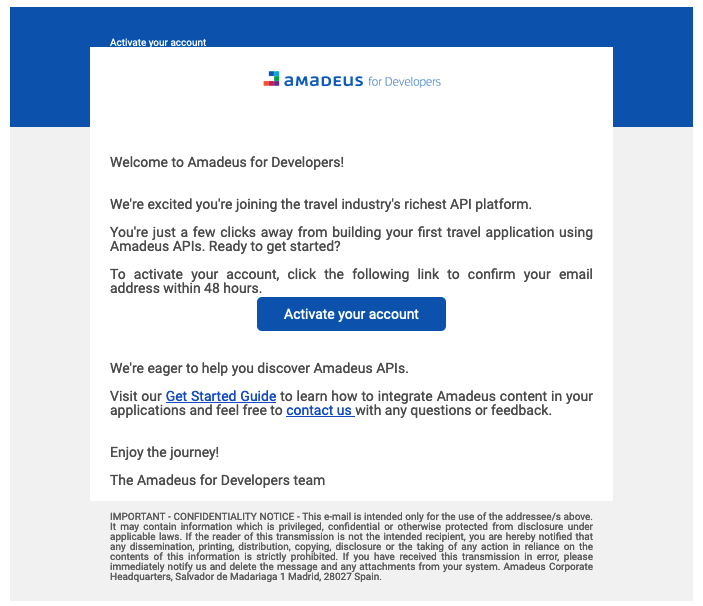 Activate your account
amadeus for Developers
Welcome to Amadeus for Developers!
We're excited you're joining the travel industry's richest API platform.
You're just a few clicks away from building your first travel application using
Amadeus APIs. Ready to get started?
To activate your account, click the following link to confirm your email
address within 48 hours.
Activate your account
We're eager to help you discover Amadeus APIs.
Visit our Get Started Guide to learn how to integrate Amadeus content in your
applications and feel free to contact us with any questions or feedback.
Enjoy the journey!
The Amadeus for Developers team
IMPORTANT - CONFIDENTIALITY NOTICE - This e-mail is intended only for the use of the addressee/s above.
It may contain information which is privileged, confidential or otherwise protected from disclosure under
applicable laws. If the reader of this transmission is not the intended recipient, you are hereby notified that
any dissemination, printing, distribution, copying, disclosure or the taking of any action in reliance on the
contents of this information is strictly prohibited. If you have received this transmission in error, please
immediately notify us and delete the message and any attachments from your system. Amadeus Corporate
Headquarters, Salvador de Madariaga 1 Madrid, 28027 Spain.